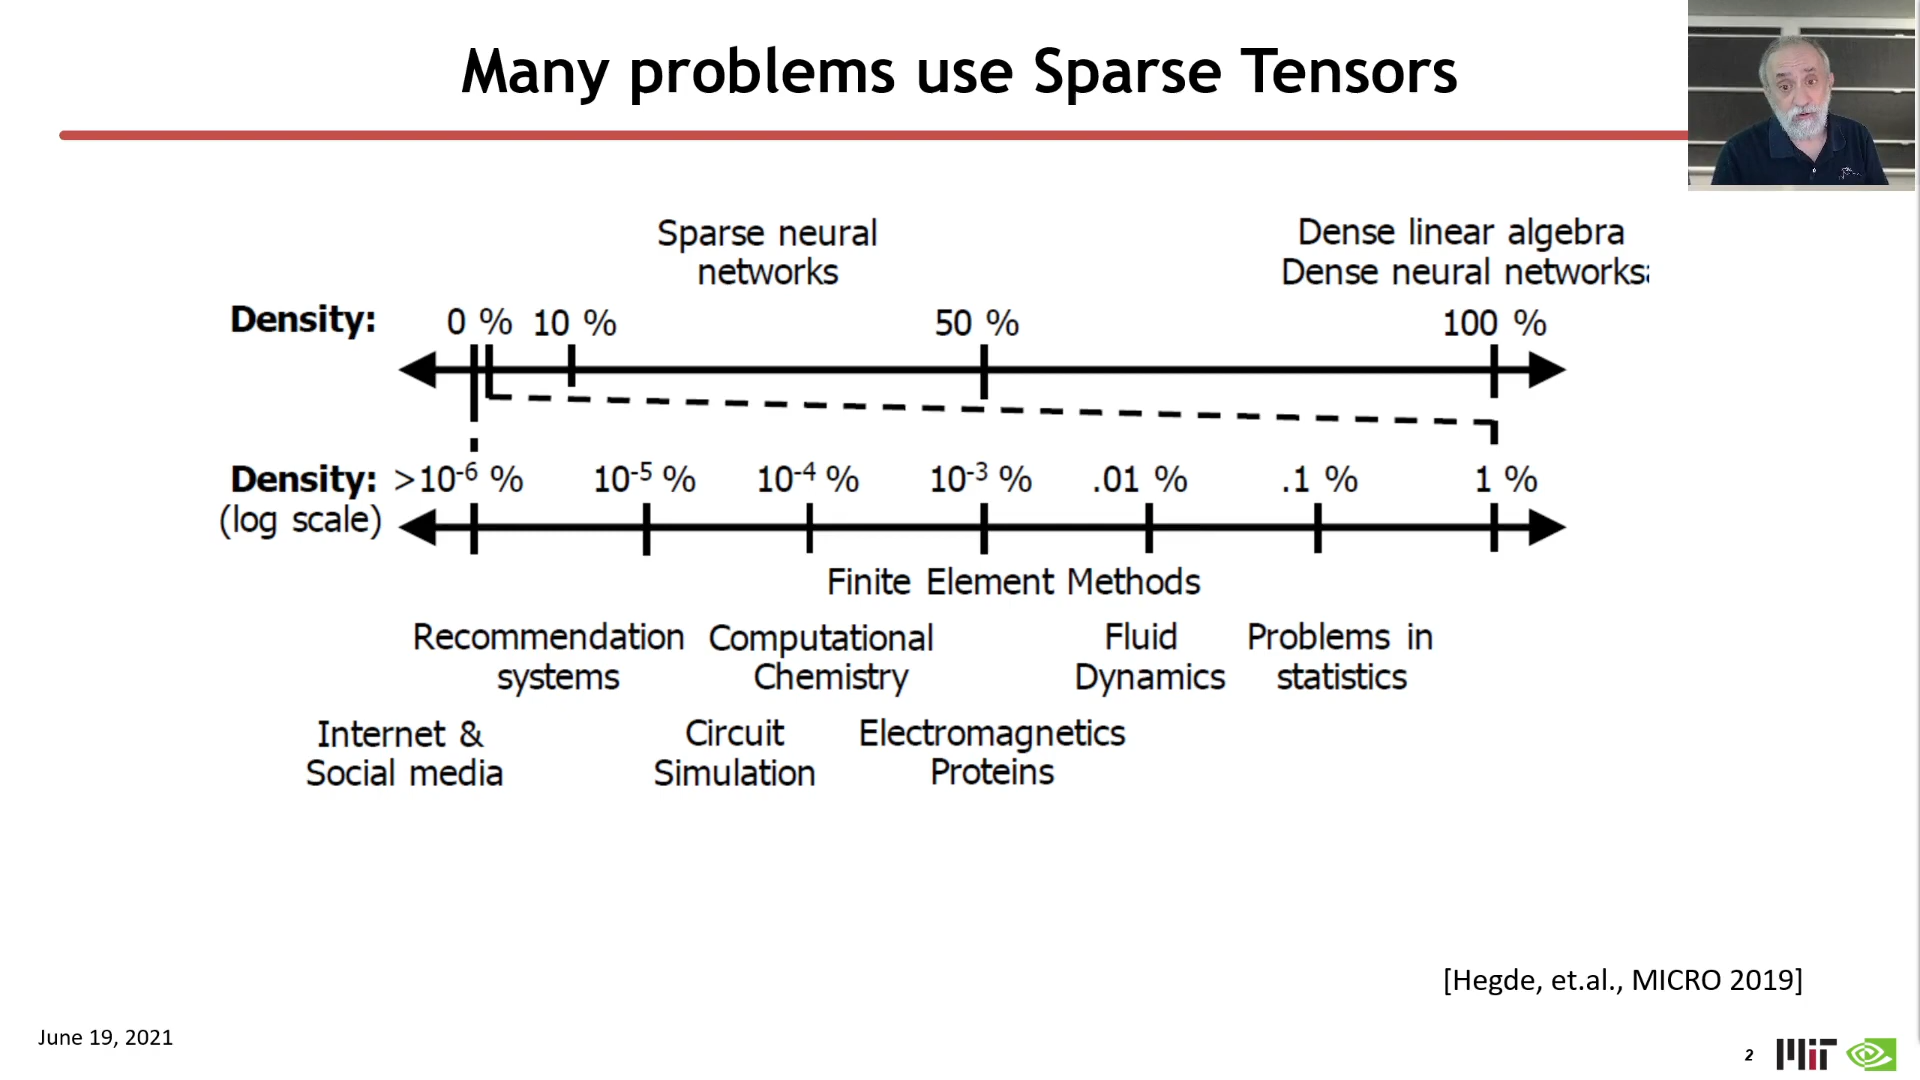 Many problems use Sparse Tensors
Sparse neural
networks
Dense linear algebra
Dense neural networks
Density: 0 % 10 % 50 % 100 %
Density: >10⁻⁶ % 10⁻⁵ % 10⁻⁴ % 10⁻³ % .01 % .1 % 1 %
(log scale)
Finite Element Methods
Recommendation
systems
Computational
Chemistry
Fluid
Dynamics
Problems in
statistics
Internet &
Social media
Circuit
Simulation
Electromagnetics
Proteins
[Hegde, et.al., MICRO 2019]
June 19, 2021
2
MIT